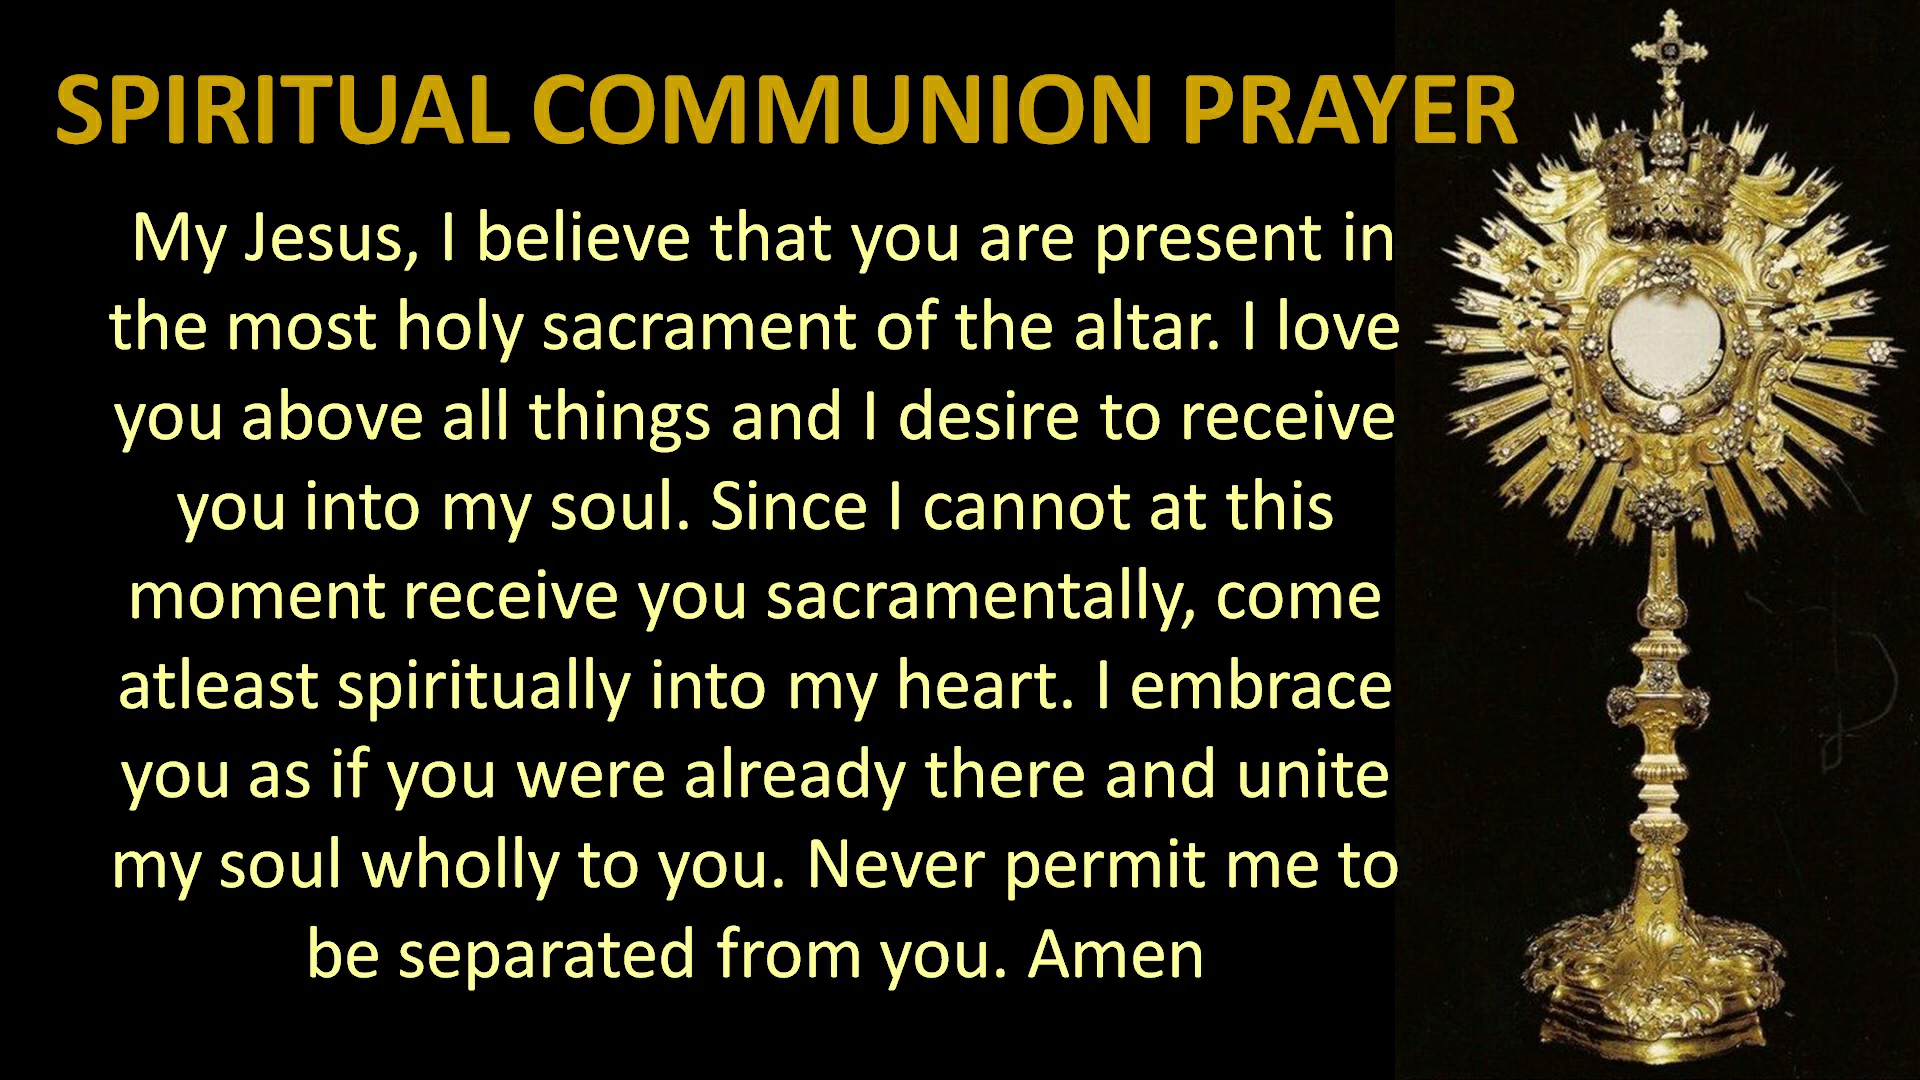 SPIRITUAL COMMUNION PRAYER
My Jesus, I believe that you are present in
the most holy sacrament of the altar. I love
you above all things and I desire to receive
you into my soul. Since I cannot at this
moment receive you sacramentally, come
atleast spiritually into my heart. I embrace
you as if you were already there and unite
my soul wholly to you. Never permit me to
be separated from you. Amen